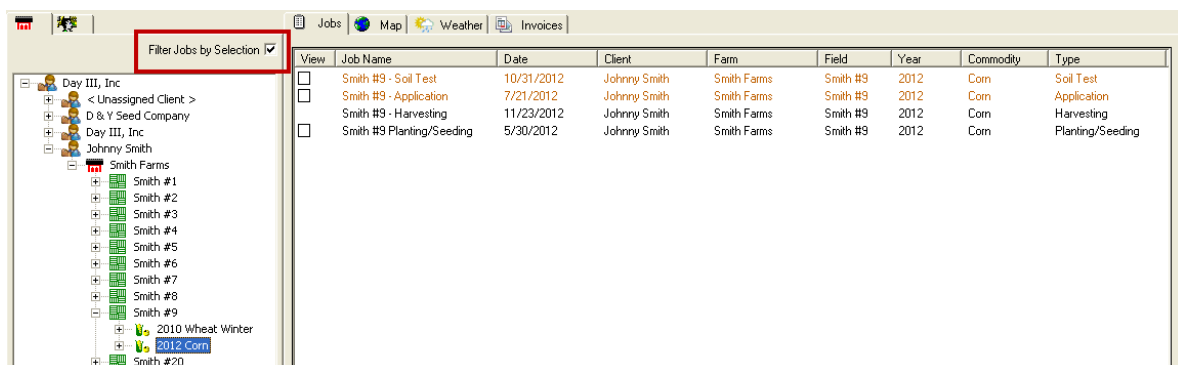 Jobs Map Weather Invoices
Filter Jobs by Selection
View Job Name Date Client Farm Field Year Commodity Type
Smith #9 - Soil Test 10/31/2012 Johnny Smith Smith Farms Smith #9 2012 Corn Soil Test
Smith #9 - Application 7/21/2012 Johnny Smith Smith Farms Smith #9 2012 Corn Application
Smith #9 - Harvesting 11/23/2012 Johnny Smith Smith Farms Smith #9 2012 Corn Harvesting
Smith #9 Planting/Seeding 5/30/2012 Johnny Smith Smith Farms Smith #9 2012 Corn Planting/Seeding
Day III, Inc
< Unassigned Client >
D & Y Seed Company
Day III, Inc
Johnny Smith
Smith Farms
Smith #1
Smith #2
Smith #3
Smith #4
Smith #5
Smith #6
Smith #7
Smith #8
Smith #9
2010 Wheat Winter
2012 Corn
Smith #20